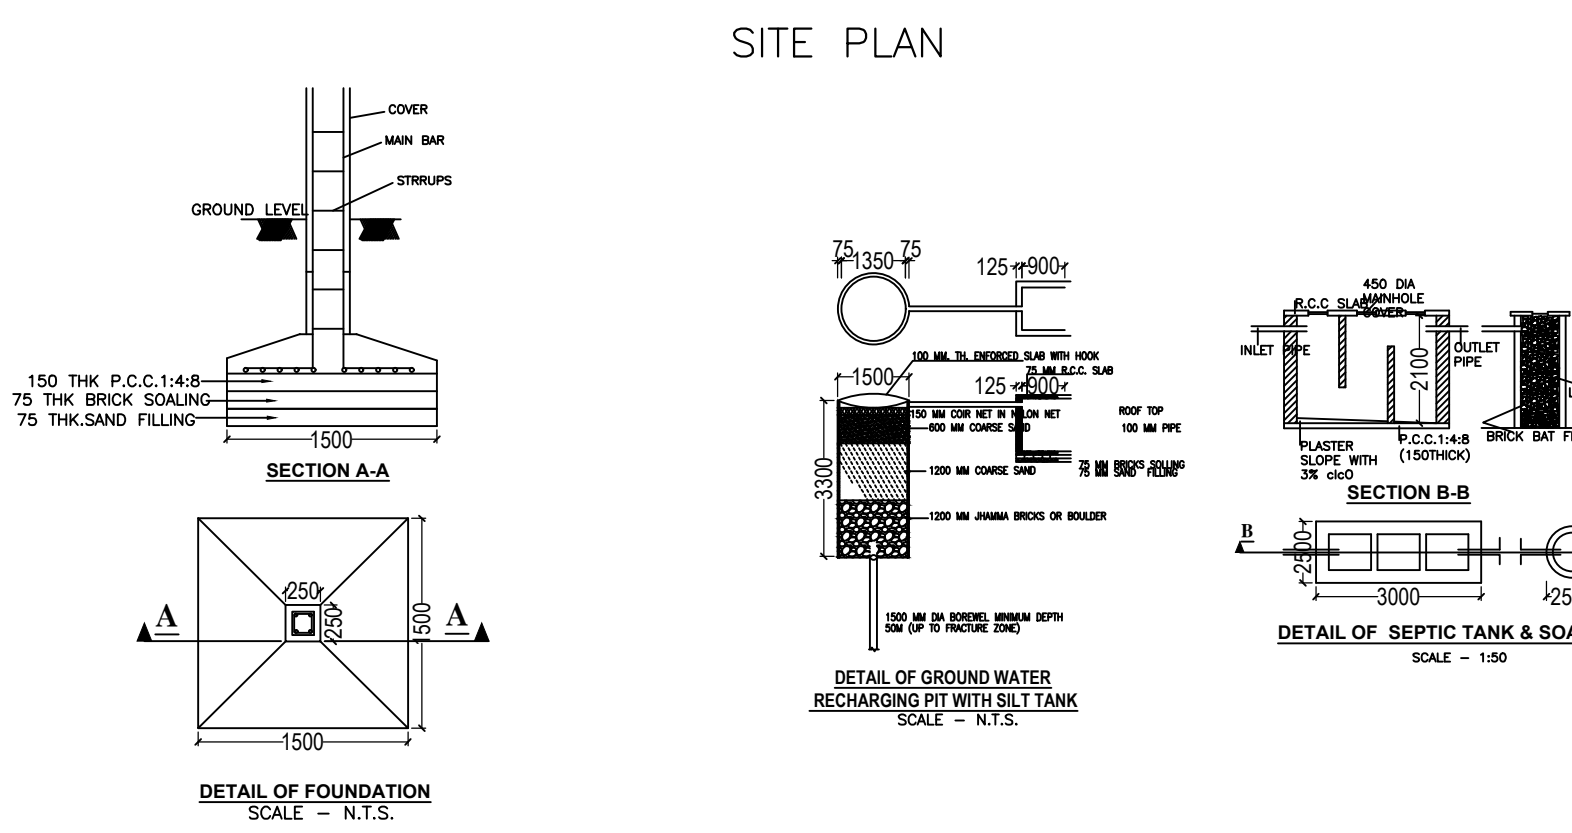 SITE PLAN
COVER
MAIN BAR
STRRUPS
GROUND LEVEL
150 THK P.C.C.1:4:8
75 THK BRICK SOALING
75 THK.SAND FILLING
1500
SECTION A-A
250
250
1500
A
A
1500
DETAIL OF FOUNDATION
SCALE - N.T.S.
75
1350
75
125
900
100 MM. TH. ENFORCED SLAB WITH HOOK
75 MM R.C.C. SLAB
1500
125
900
150 MM COIR NET IN NYLON NET
600 MM COARSE SAND
ROOF TOP
100 MM PIPE
1200 MM COARSE SAND
75 MM BRICKS SOLLING
75 MM SAND FILLING
3300
1200 MM JHAMMA BRICKS OR BOULDER
1500 MM DIA BOREWEL MINIMUM DEPTH
50M (UP TO FRACTURE ZONE)
DETAIL OF GROUND WATER
RECHARGING PIT WITH SILT TANK
SCALE - N.T.S.
450 DIA
MAINHOLE
COVER
R.C.C SLAB
INLET PIPE
OUTLET
PIPE
2100
PLASTER
SLOPE WITH
3% clcO
P.C.C.1:4:8
(150THICK)
BRICK BAT
SECTION B-B
B
2500
3000
25
DETAIL OF SEPTIC TANK & SOA
SCALE - 1:50